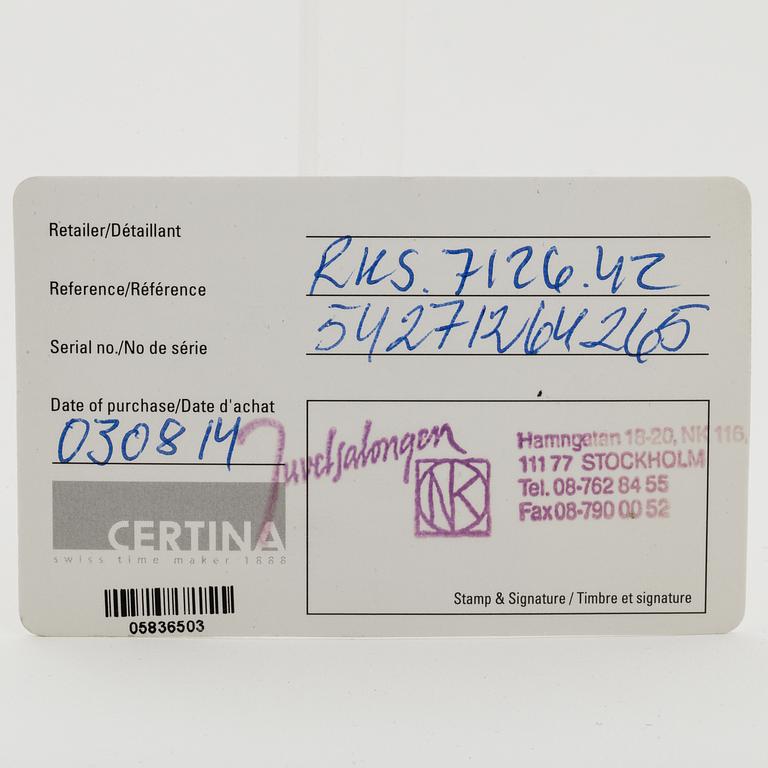 Retailer/Détaillant
Reference/Référence RKS. 7126.42
Serial no./No de série 54271264265
Date of purchase/Date d'achat
030814
Juvelsalongen
NK
Hamngatan 18-20, NK 116,
111 77 STOCKHOLM
Tel. 08-762 84 55
Fax 08-790 00 52
CERTINA
swiss time maker 1888
Stamp & Signature / Timbre et signature
05836503